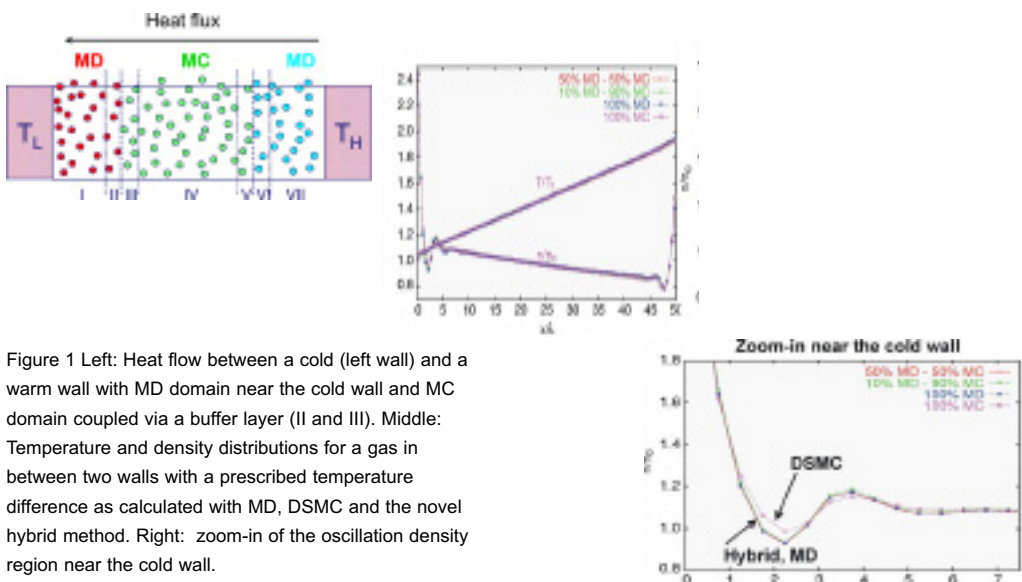 Heat flux
MD MC MD
T_L T_H
I II III IV V VI VII
2.4
2.2
2.0
1.8
1.6
1.4
1.2
1.0
0.8
50% MD - 50% MC
10% MD - 90% MC
100% MD
100% MC
n/n₀
0 5 10 15 20 25 30 35 40 45
Figure 1 Left: Heat flow between a cold (left wall) and a
warm wall with MD domain near the cold wall and MC
domain coupled via a buffer layer (II and III). Middle:
Temperature and density distributions for a gas in
between two walls with a prescribed temperature
difference as calculated with MD, DSMC and the novel
hybrid method. Right: zoom-in of the oscillation density
region near the cold wall.
Zoom-in near the cold wall
1.8
1.6
1.4
1.2
1.0
0.8
50% MD - 50% MC
10% MD - 90% MC
100% MD
100% MC
DSMC
Hybrid, MD
0 1 2 3 4 5 6 7